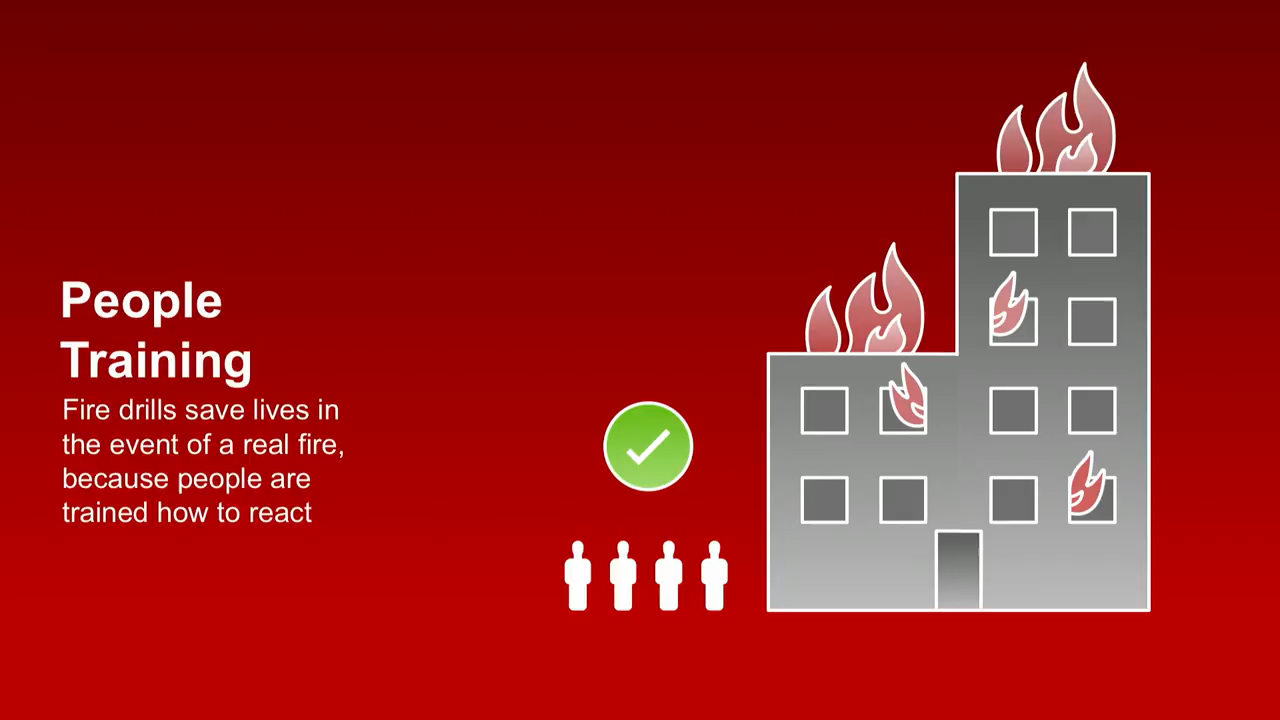 People
Training
Fire drills save lives in
the event of a real fire,
because people are
trained how to react